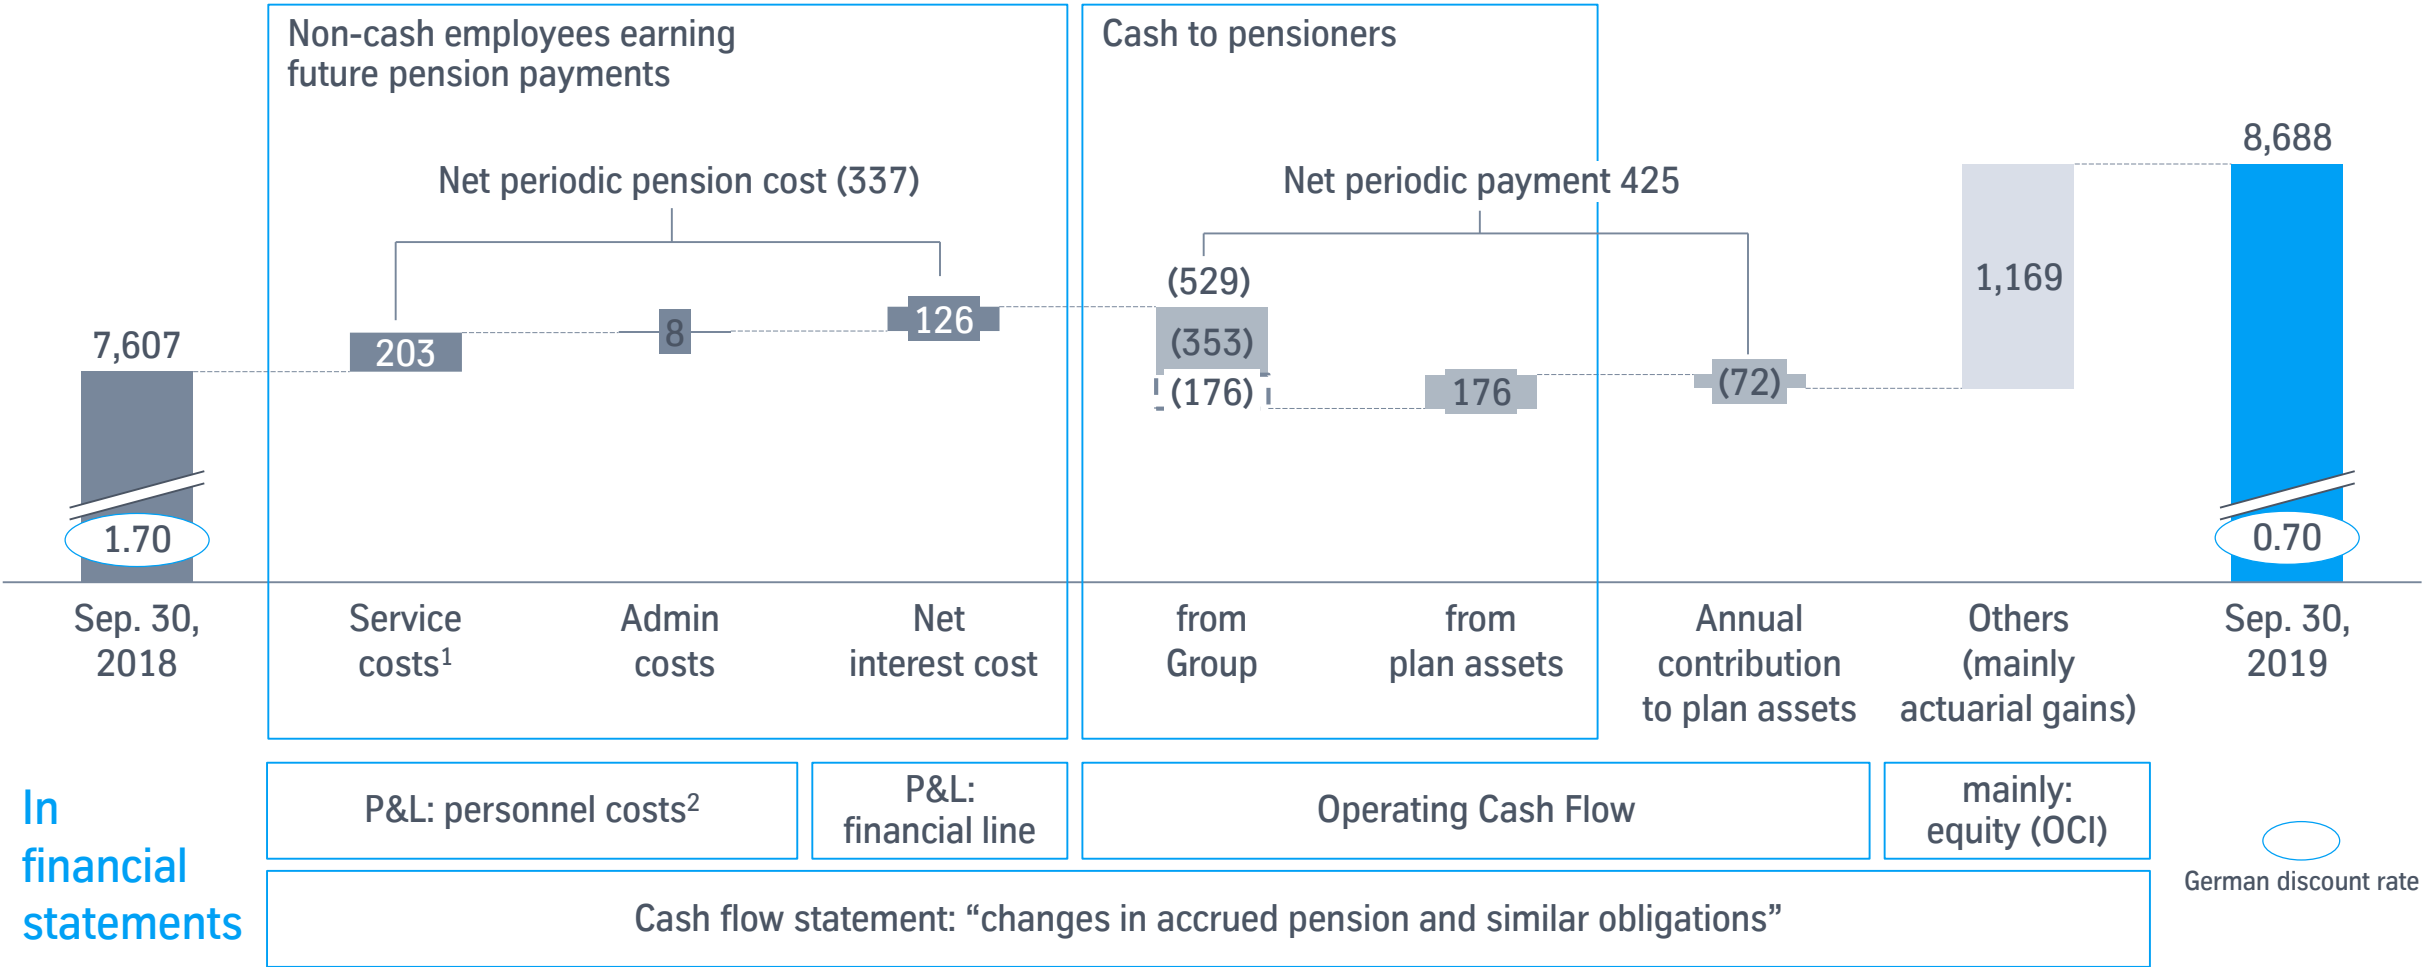 Non-cash employees earning
future pension payments
Cash to pensioners
Net periodic pension cost (337)
Net periodic payment 425
7,607
203
8
126
(529)
(353)
(176)
176
(72)
1,169
8,688
1.70
0.70
Sep. 30,
2018
Service
costs¹
Admin
costs
Net
interest cost
from
Group
from
plan assets
Annual
contribution
to plan assets
Others
(mainly
actuarial gains)
Sep. 30,
2019
In
financial
statements
P&L: personnel costs²
P&L:
financial line
Operating Cash Flow
mainly:
equity (OCI)
Cash flow statement: “changes in accrued pension and similar obligations”
German discount rate